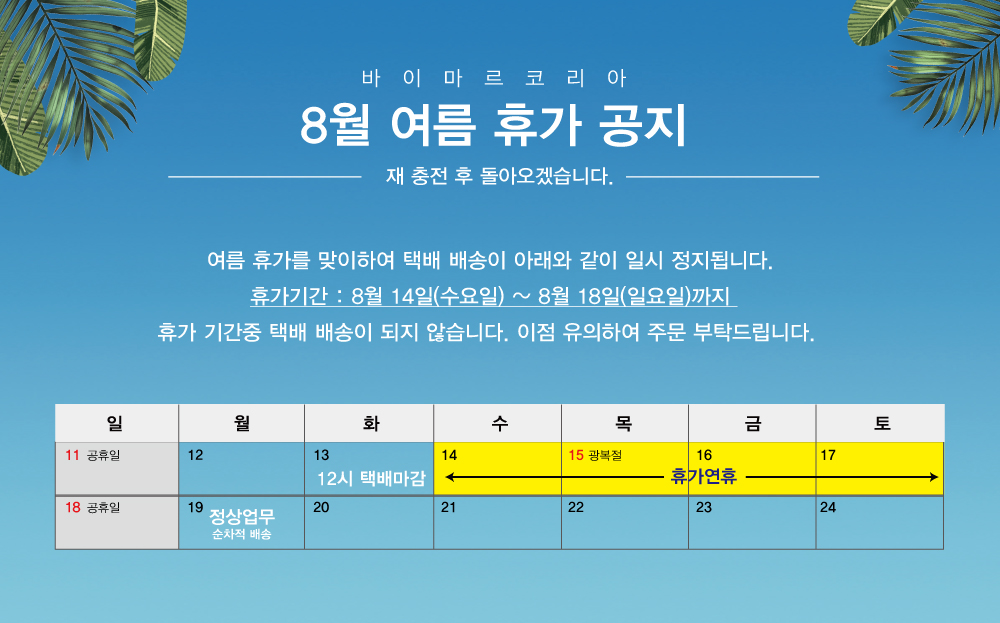 바이마르코리아
8월 여름 휴가 공지
재 충전 후 돌아오겠습니다.
여름 휴가를 맞이하여 택배 배송이 아래와 같이 일시 정지됩니다.
휴가기간 : 8월 14일(수요일) ~ 8월 18일(일요일)까지
휴가 기간중 택배 배송이 되지 않습니다. 이점 유의하여 주문 부탁드립니다.
일 월 화 수 목 금 토
11 공휴일 12 13 14 15 광복절 16 17
12시 택배마감 휴가연휴
18 공휴일 19 정상업무 20 21 22 23 24
순차적 배송